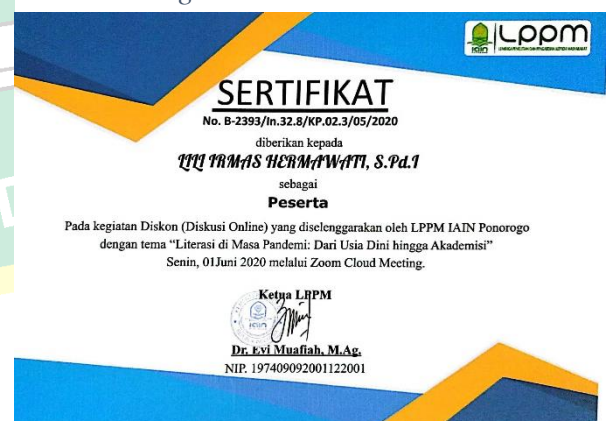 LPPM
IAIN
SERTIFIKAT
No. B-2393/In.32.8/KP.02.3/05/2020
diberikan kepada
LILI IRMAS HERMAWATI, S.Pd.I
sebagai
Peserta
Pada kegiatan Diskon (Diskusi Online) yang diselenggarakan oleh LPPM IAIN Ponorogo
dengan tema “Literasi di Masa Pandemi: Dari Usia Dini hingga Akademisi”
Senin, 01Juni 2020 melalui Zoom Cloud Meeting.
Ketua LPPM
Dr. Evi Muafiah, M.Ag.
NIP. 197409092001122001